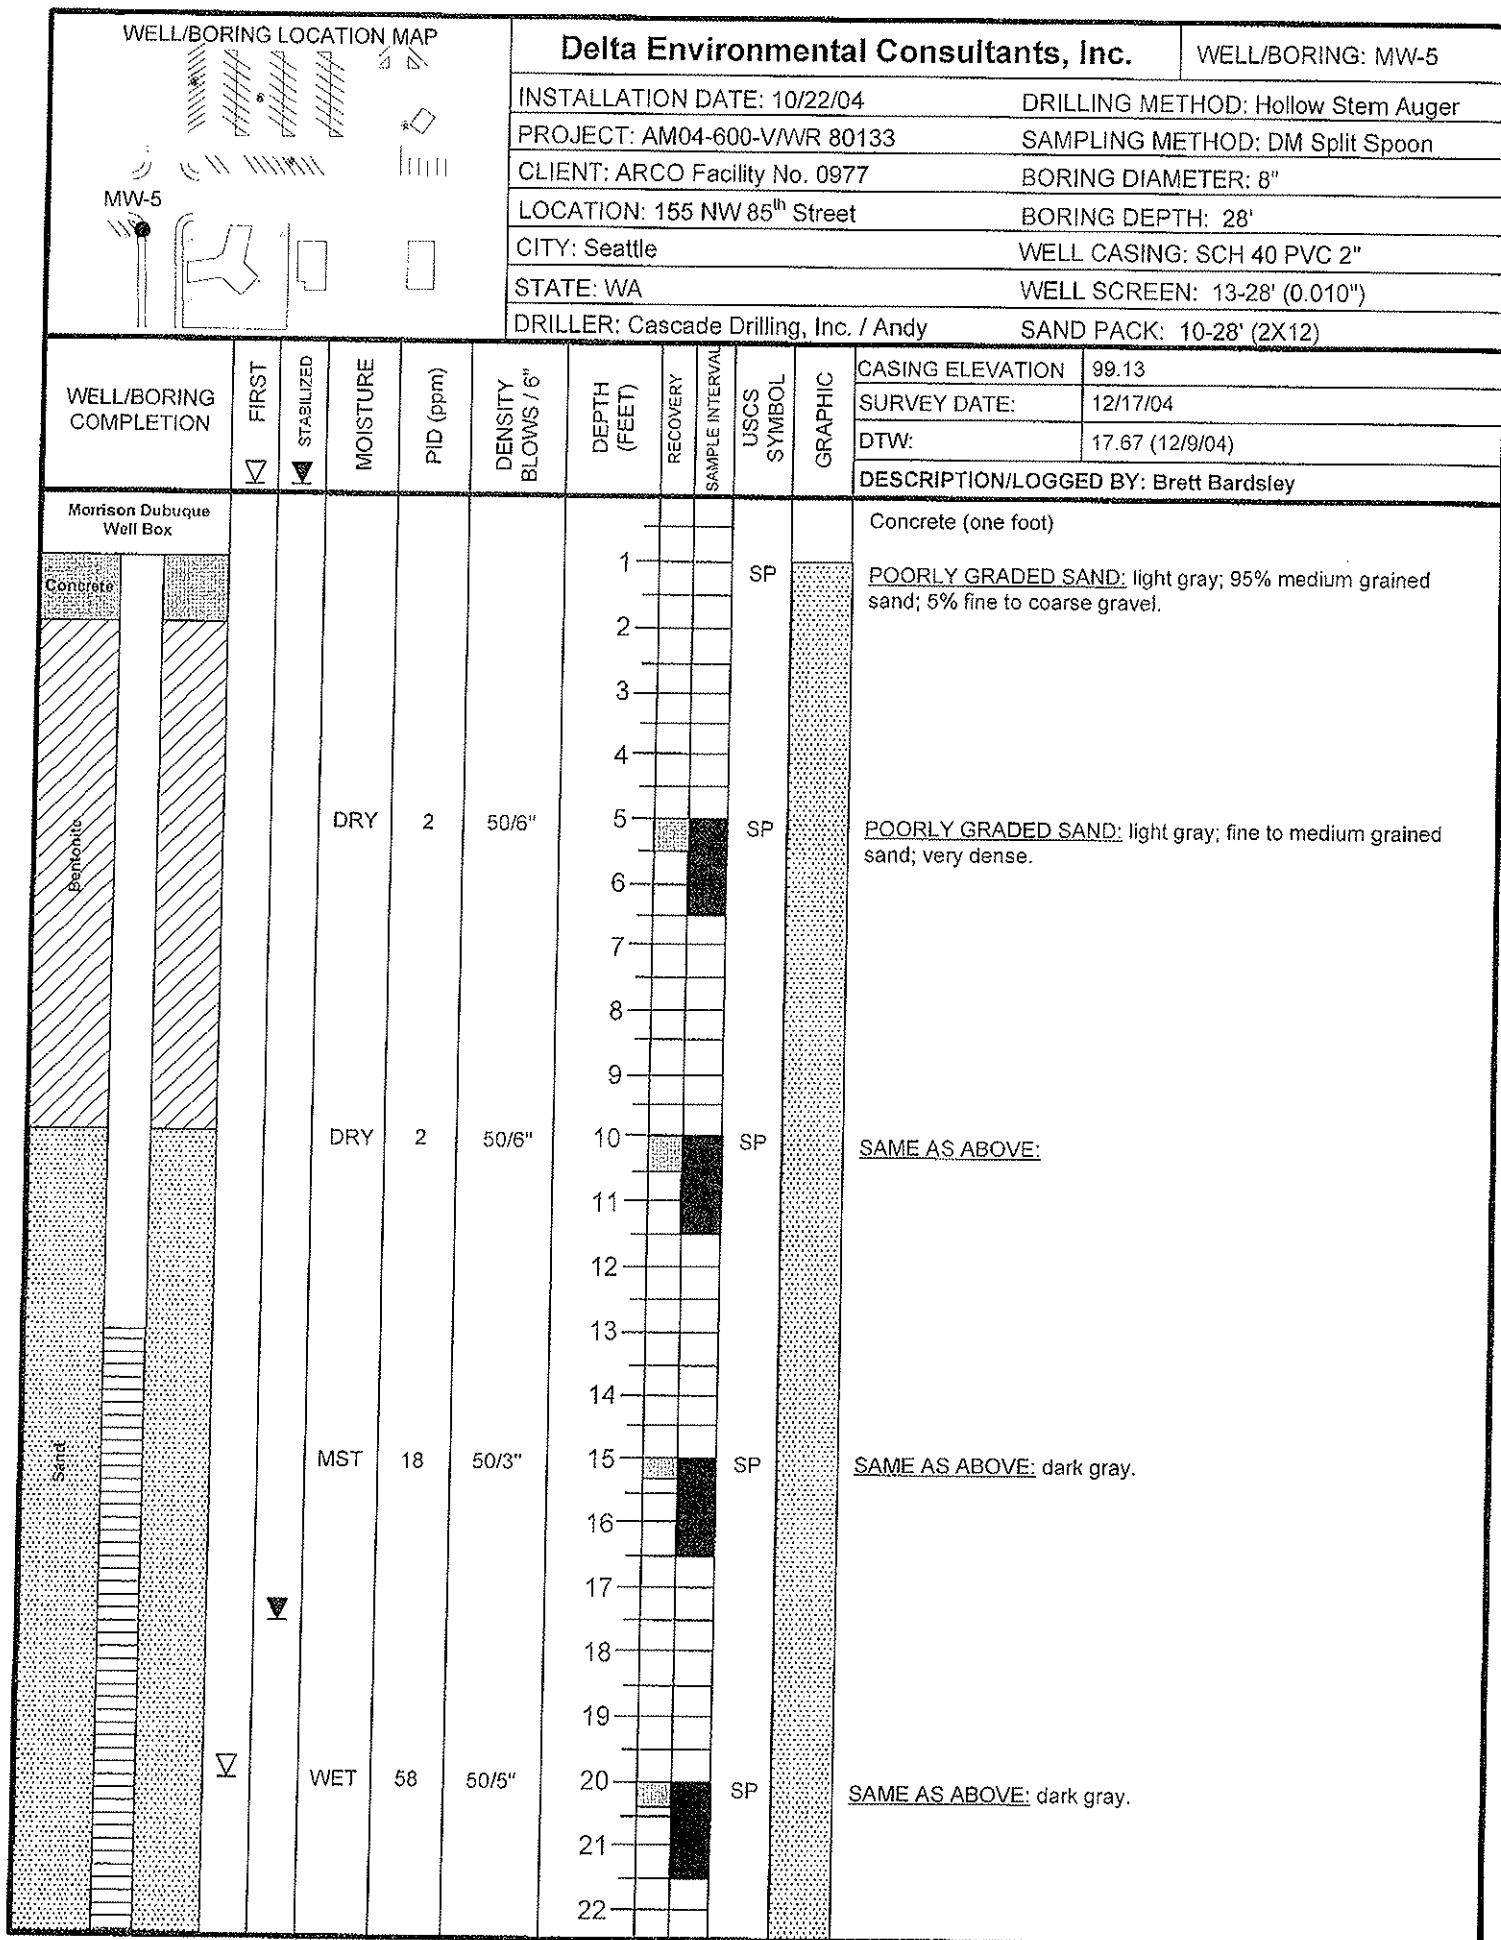 WELL/BORING LOCATION MAP
MW-5
Delta Environmental Consultants, Inc.
WELL/BORING: MW-5
INSTALLATION DATE: 10/22/04
DRILLING METHOD: Hollow Stem Auger
PROJECT: AM04-600-V/WR 80133
SAMPLING METHOD: DM Split Spoon
CLIENT: ARCO Facility No. 0977
BORING DIAMETER: 8"
LOCATION: 155 NW 85th Street
BORING DEPTH: 28'
CITY: Seattle
WELL CASING: SCH 40 PVC 2"
STATE: WA
WELL SCREEN: 13-28' (0.010")
DRILLER: Cascade Drilling, Inc. / Andy
SAND PACK: 10-28' (2X12)
WELL/BORING
COMPLETION
FIRST
STABILIZED
MOISTURE
PID (ppm)
DENSITY
BLOWS / 6"
DEPTH
(FEET)
RECOVERY
SAMPLE INTERVAL
USCS
SYMBOL
GRAPHIC
CASING ELEVATION 99.13
SURVEY DATE: 12/17/04
DTW: 17.67 (12/9/04)
DESCRIPTION/LOGGED BY: Brett Bardsley
Morrison Dubuque
Well Box
Concrete (one foot)
Concrete
1
SP
POORLY GRADED SAND: light gray; 95% medium grained
sand; 5% fine to coarse gravel.
2
3
4
Bentonite
DRY 2 50/6" 5 SP
POORLY GRADED SAND: light gray; fine to medium grained
sand; very dense.
6
7
8
9
DRY 2 50/6" 10 SP SAME AS ABOVE:
11
12
13
14
Sand
MST 18 50/3" 15 SP SAME AS ABOVE: dark gray.
16
17
18
19
WET 58 50/5" 20 SP SAME AS ABOVE: dark gray.
21
22